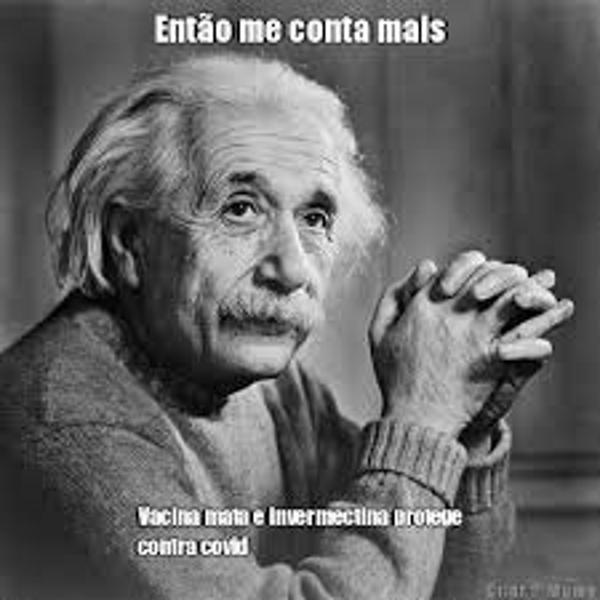 Então me conta mais
Vacina mata e invermectina protege
contra covid